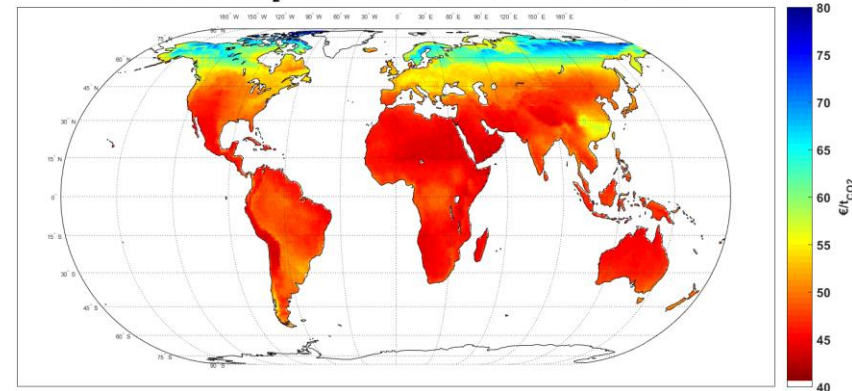 180° W 150° W 120° W 90° W 60° W 30° W 0° 30° E 60° E 90° E 120° E 150° E 180° E
75° N
60° N
45° N
30° N
15° N
0°
15° S
30° S
45° S
60° S
75° S
90° S
80
75
70
65
60
55
50
45
40
€/tCO2